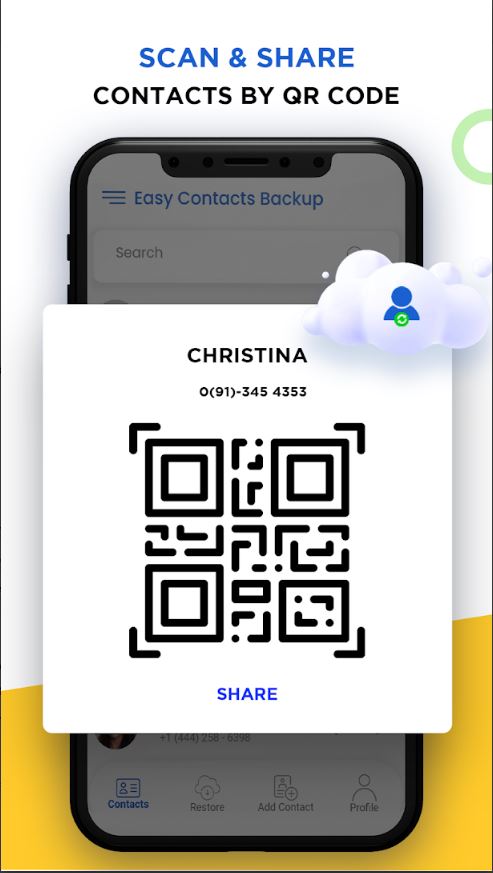 SCAN & SHARE
CONTACTS BY QR CODE
Easy Contacts Backup
Search
CHRISTINA
0(91)-345 4353
SHARE
+1 (444) 258 - 6398
Contacts
Restore
Add Contact
Profile